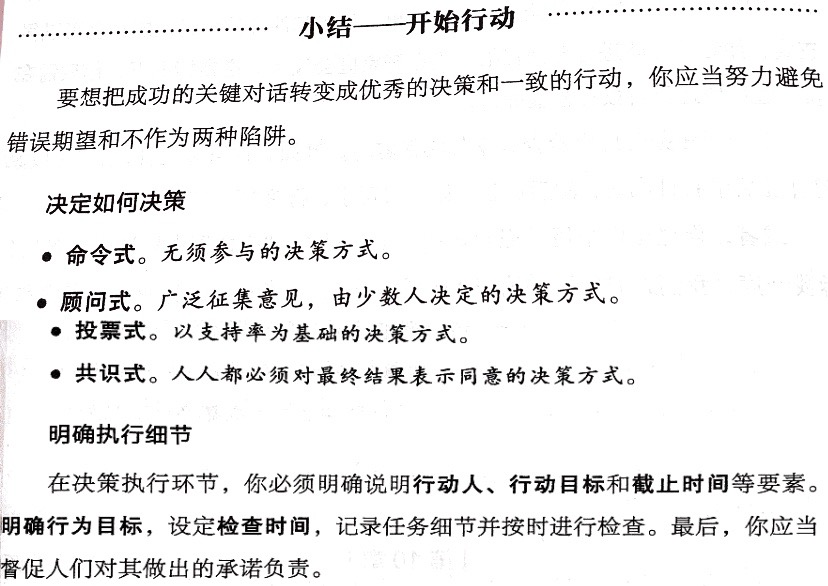 小结——开始行动
要想把成功的关键对话转变成优秀的决策和一致的行动，你应当努力避免
错误期望和不作为两种陷阱。
决定如何决策
• 命令式。无须参与的决策方式。
• 顾问式。广泛征集意见，由少数人决定的决策方式。
• 投票式。以支持率为基础的决策方式。
• 共识式。人人都必须对最终结果表示同意的决策方式。
明确执行细节
在决策执行环节，你必须明确说明行动人、行动目标和截止时间等要素。
明确行为目标，设定检查时间，记录任务细节并按时进行检查。最后，你应当
督促人们对其做出的承诺负责。